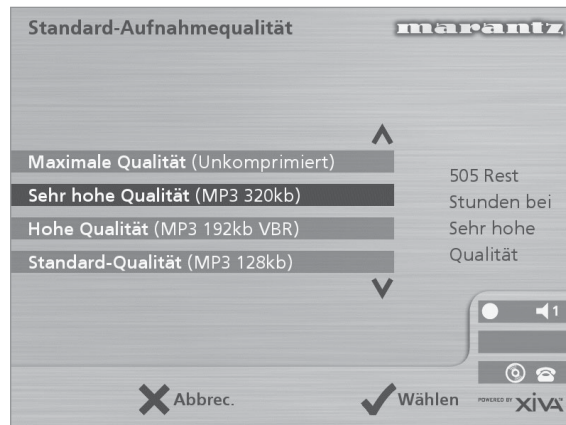 Standard-Aufnahmequalität
marantz
Maximale Qualität (Unkomprimiert)
Sehr hohe Qualität (MP3 320kb)
Hohe Qualität (MP3 192kb VBR)
Standard-Qualität (MP3 128kb)
505 Rest
Stunden bei
Sehr hohe
Qualität
1
Abbrec.
Wählen
POWERED BY XiVA™